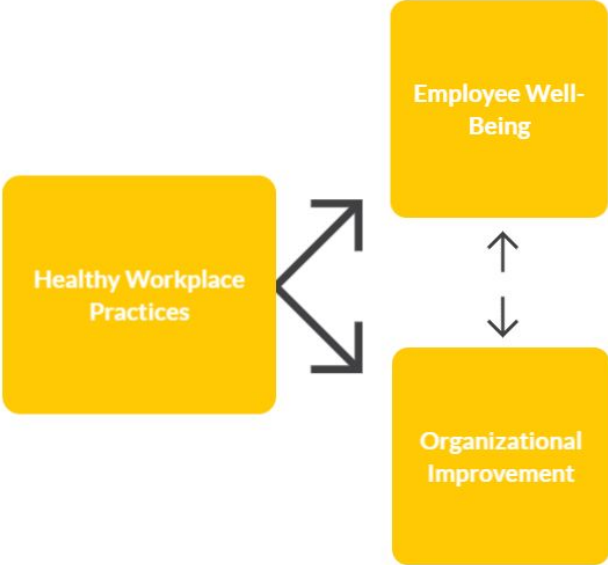 Employee Well-
Being
Healthy Workplace
Practices
Organizational
Improvement